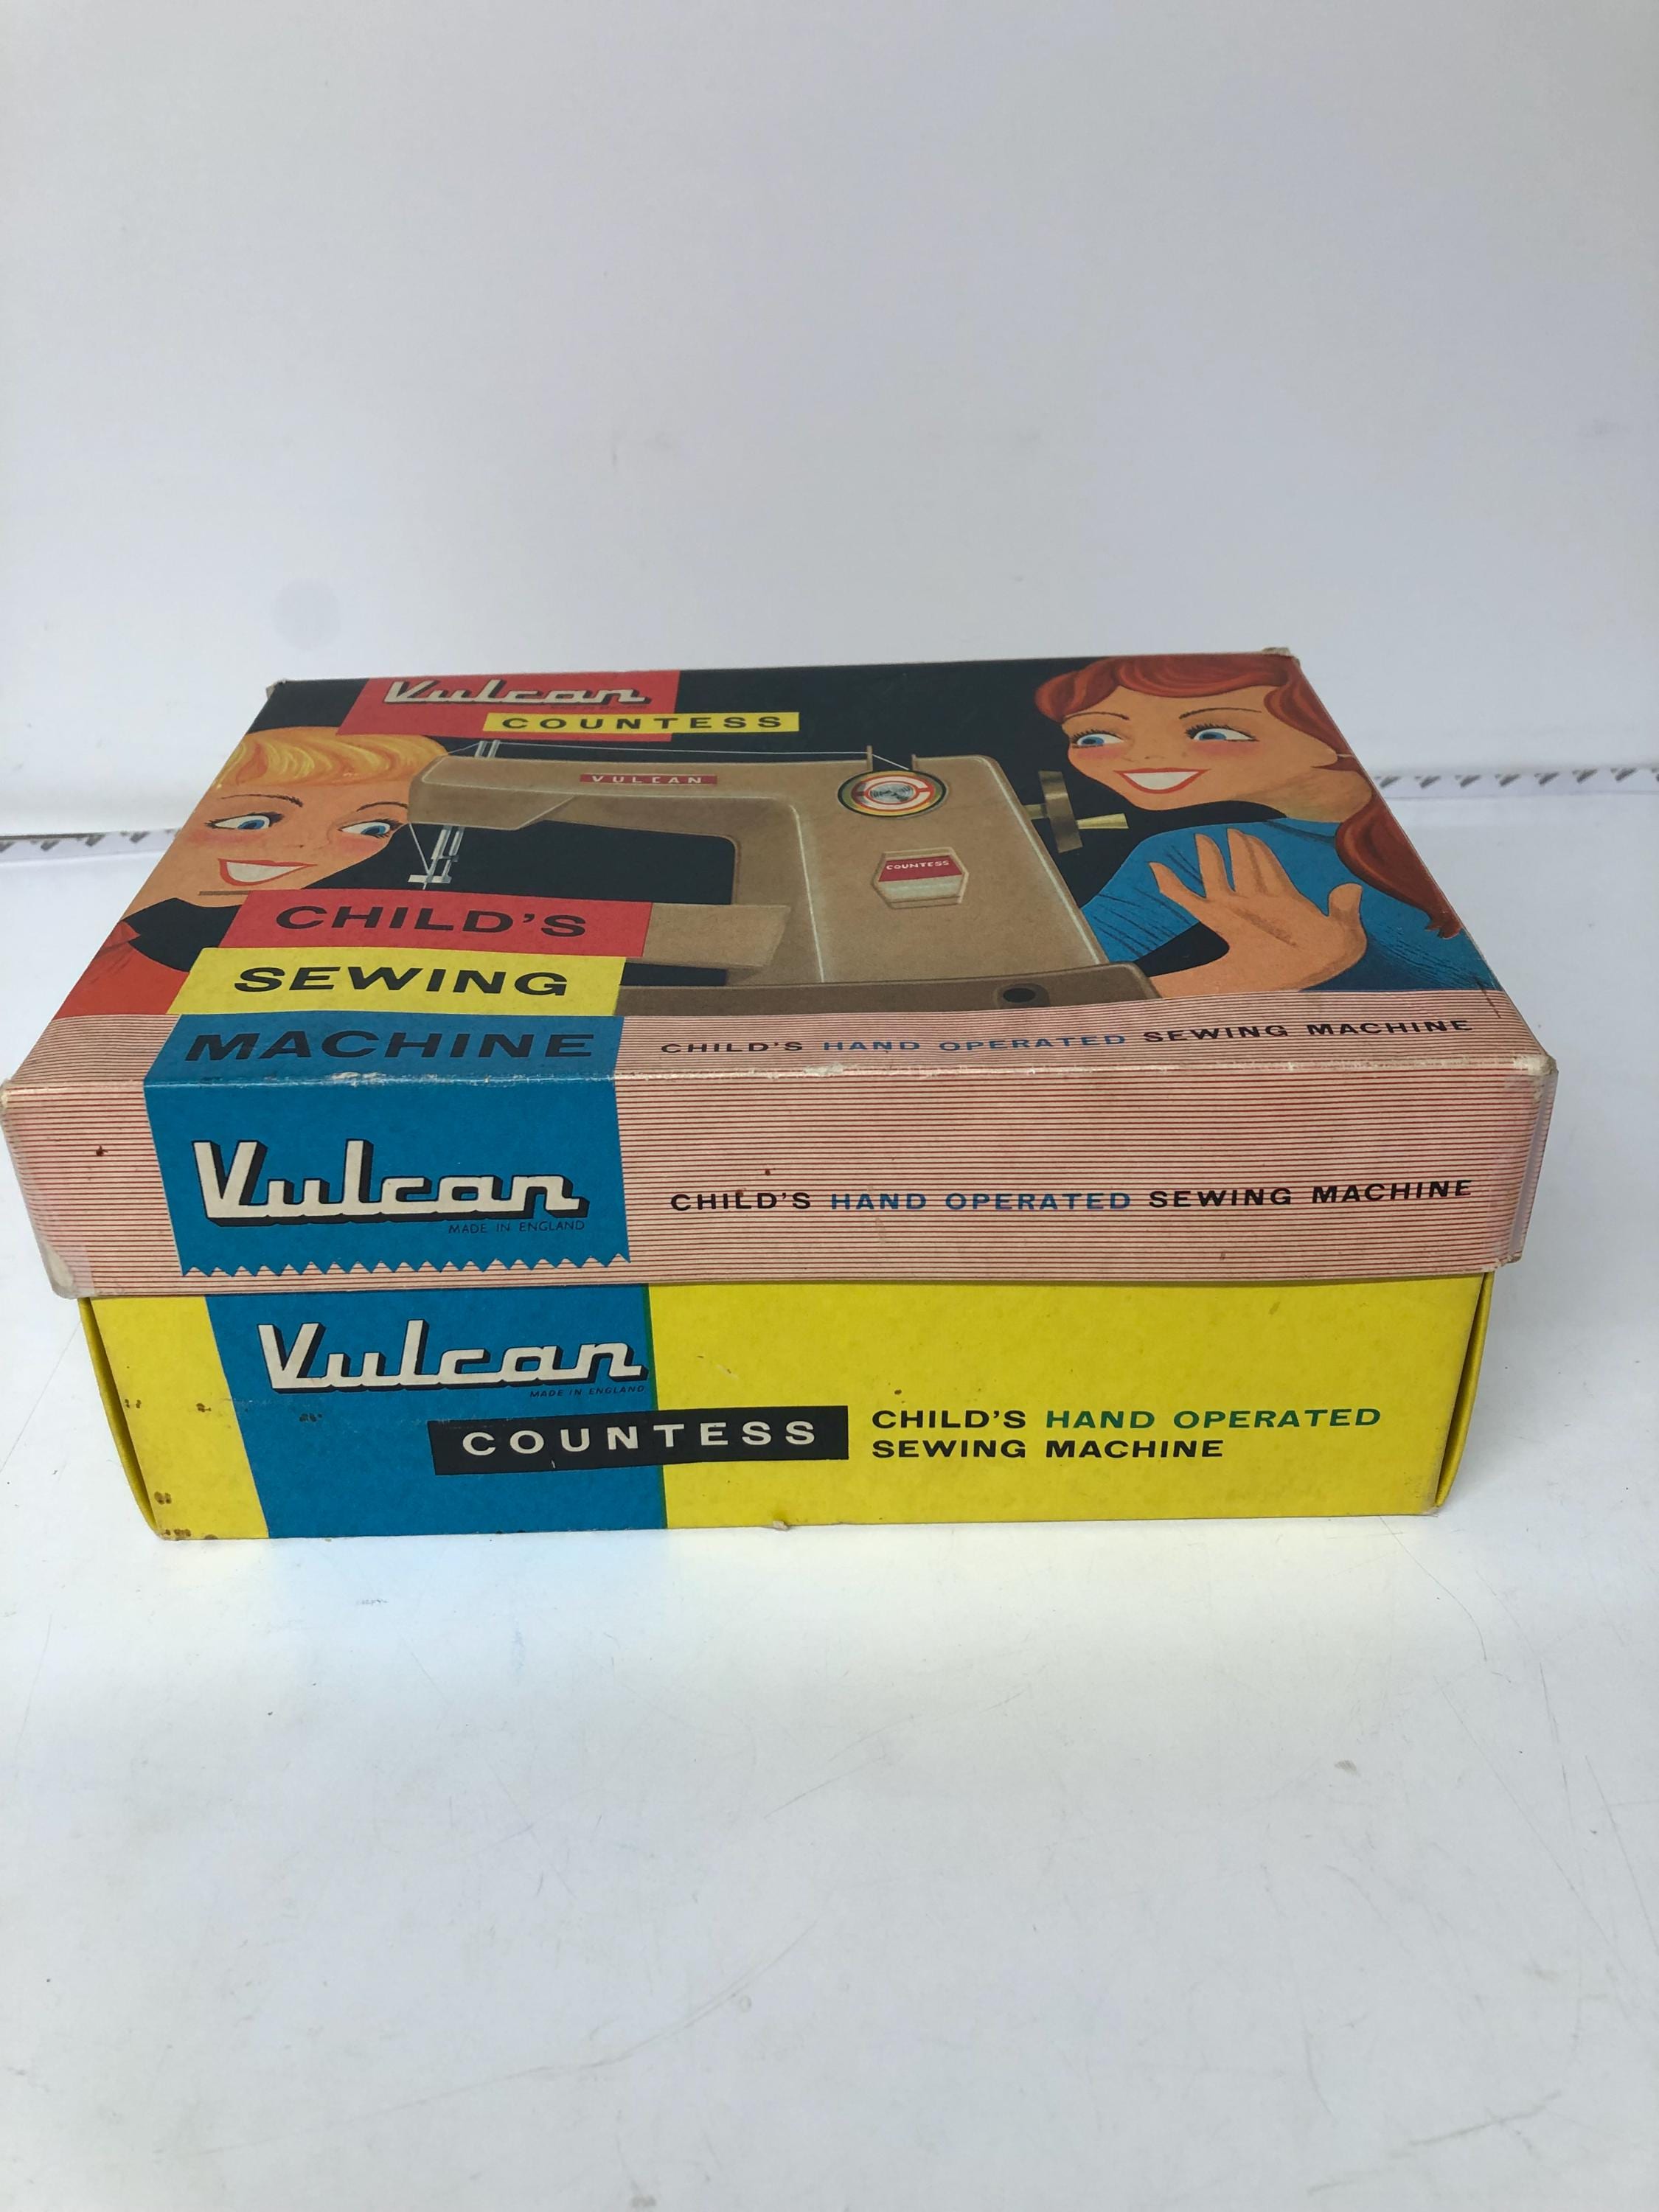 Vulcan
COUNTESS
VULCAN
COUNTESS
CHILD'S
SEWING
MACHINE
CHILD'S HAND OPERATED SEWING MACHINE
Vulcan
MADE IN ENGLAND
CHILD'S HAND OPERATED SEWING MACHINE
Vulcan
MADE IN ENGLAND
COUNTESS
CHILD'S HAND OPERATED
SEWING MACHINE